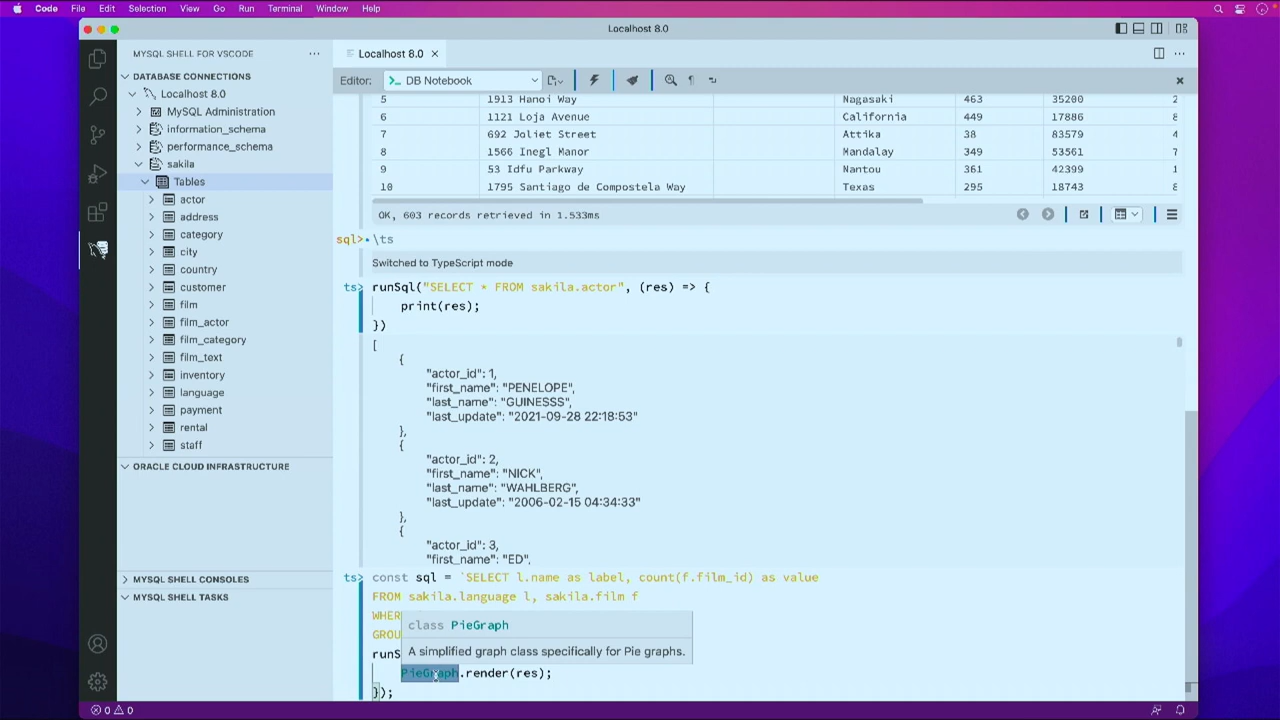 Code File Edit Selection View Go Run Terminal Window Help
Localhost 8.0
MYSQL SHELL FOR VSCODE
DATABASE CONNECTIONS
Localhost 8.0
MySQL Administration
information_schema
performance_schema
sakila
Tables
actor
address
category
city
country
customer
film
film_actor
film_category
film_text
inventory
language
payment
rental
staff
ORACLE CLOUD INFRASTRUCTURE
MYSQL SHELL CONSOLES
MYSQL SHELL TASKS
Localhost 8.0
Editor: DB Notebook
5 1913 Hanoi Way Nagasaki 463 35200 2
6 1121 Loja Avenue California 449 17886 8
7 692 Joliet Street Attika 38 83579 4
8 1566 Inegl Manor Mandalay 349 53561 7
9 53 Idfu Parkway Nantou 361 42399 1
10 1795 Santiago de Compostela Way Texas 295 18743 8
OK, 603 records retrieved in 1.533ms
sql> \ts
Switched to TypeScript mode
ts> runSql("SELECT * FROM sakila.actor", (res) => {
print(res);
})
[
{
"actor_id": 1,
"first_name": "PENELOPE",
"last_name": "GUINESSS",
"last_update": "2021-09-28 22:18:53"
},
{
"actor_id": 2,
"first_name": "NICK",
"last_name": "WAHLBERG",
"last_update": "2006-02-15 04:34:33"
},
{
"actor_id": 3,
"first_name": "ED",
ts> const sql = `SELECT l.name as label, count(f.film_id) as value
FROM sakila.language l, sakila.film f
WHER
class PieGraph
GROU
A simplified graph class specifically for Pie graphs.
runS
PieGraph.render(res);
});
0 0